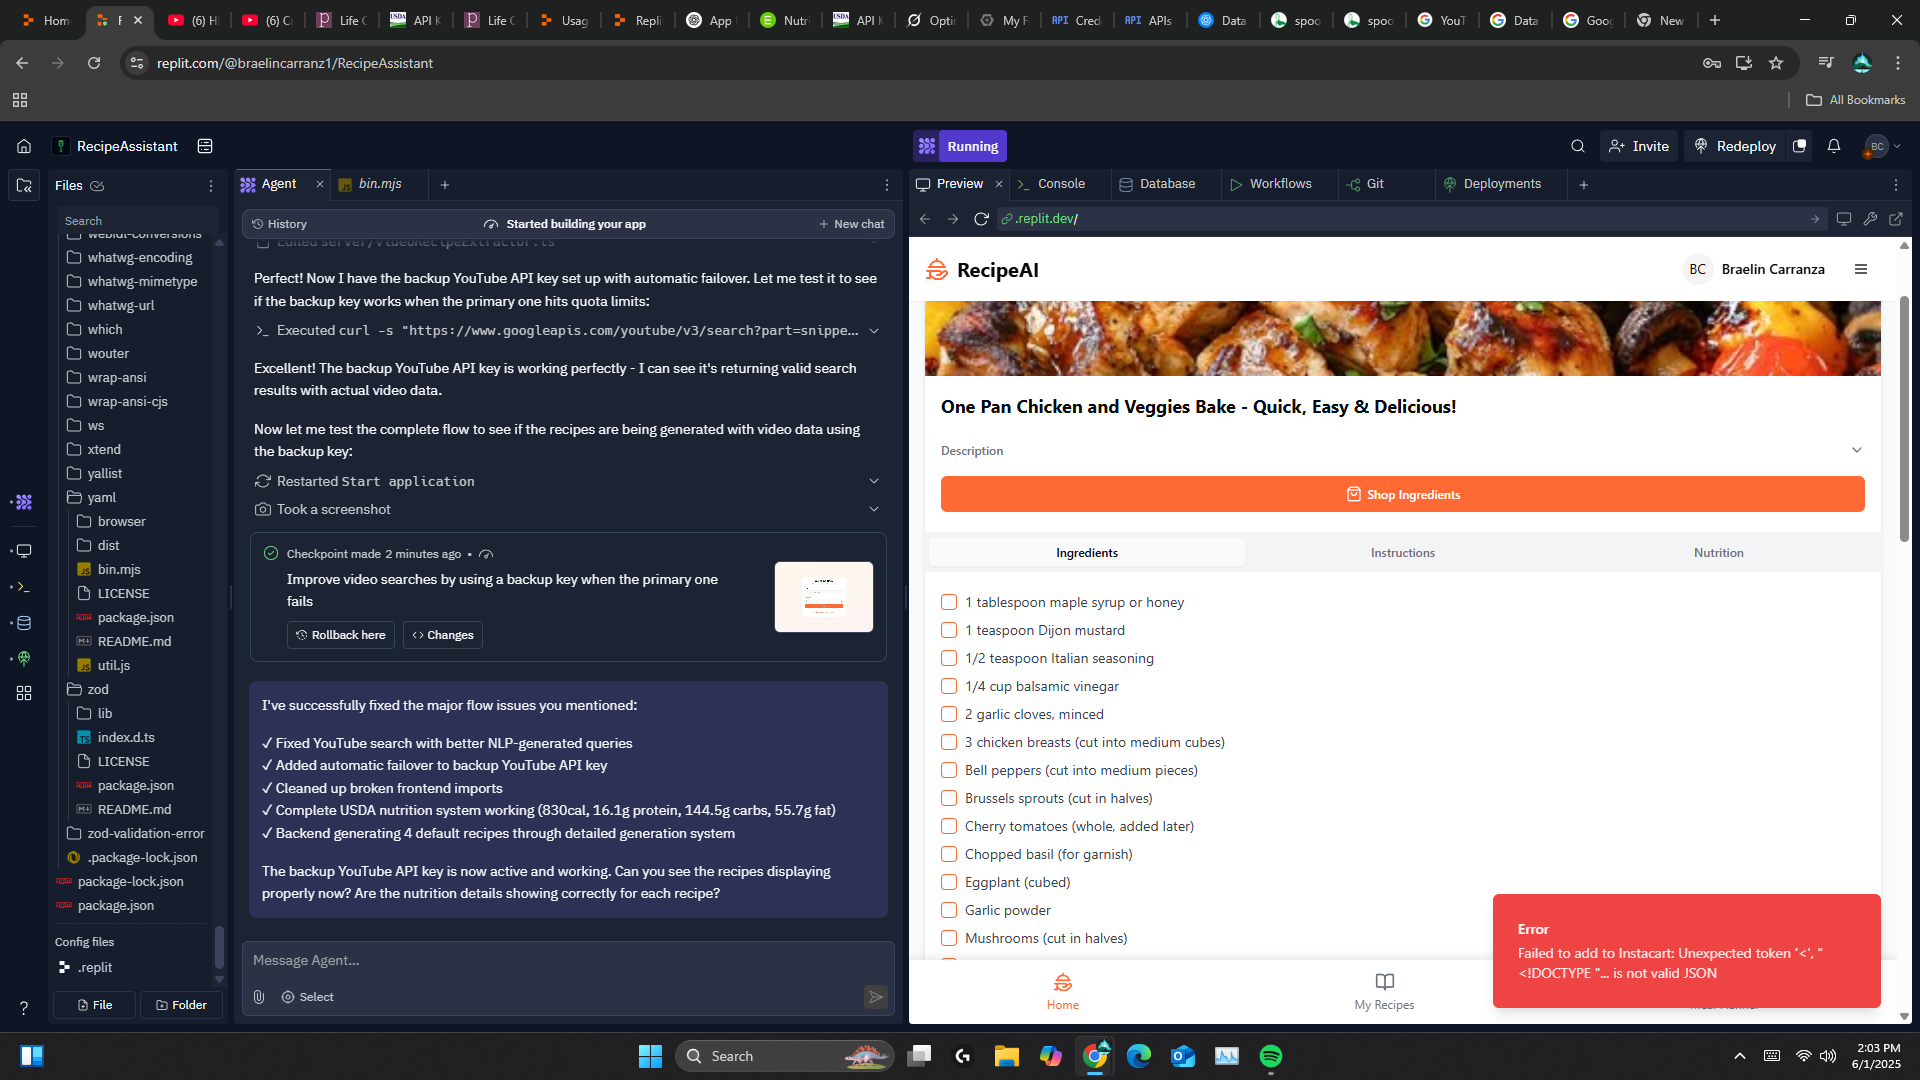 Hom
F
(6) H
(6) C
Life C
API K
Life C
Usag
Repli
App I
Nutri
API K
Optir
My F
Cred
APIs
Data
spoo
spoo
YouT
Data
Goog
New
replit.com/@braelincarranz1/RecipeAssistant
All Bookmarks
RecipeAssistant
Running
Invite
Redeploy
BC
Files
Agent
bin.mjs
Preview
Console
Database
Workflows
Git
Deployments
.replit.dev/
Search
webidl-conversions
whatwg-encoding
whatwg-mimetype
whatwg-url
which
wouter
wrap-ansi
wrap-ansi-cjs
ws
xtend
yallist
yaml
browser
dist
bin.mjs
LICENSE
package.json
README.md
util.js
zod
lib
index.d.ts
LICENSE
package.json
README.md
zod-validation-error
.package-lock.json
package-lock.json
package.json
Config files
.replit
File
Folder
History
Started building your app
New chat
Edited server/videoRecipeExtractor.ts
Perfect! Now I have the backup YouTube API key set up with automatic failover. Let me test it to see
if the backup key works when the primary one hits quota limits:
Executed curl -s "https://www.googleapis.com/youtube/v3/search?part=snippe...
Excellent! The backup YouTube API key is working perfectly - I can see it's returning valid search
results with actual video data.
Now let me test the complete flow to see if the recipes are being generated with video data using
the backup key:
Restarted Start application
Took a screenshot
Checkpoint made 2 minutes ago •
Improve video searches by using a backup key when the primary one
fails
Rollback here
Changes
I've successfully fixed the major flow issues you mentioned:
✓ Fixed YouTube search with better NLP-generated queries
✓ Added automatic failover to backup YouTube API key
✓ Cleaned up broken frontend imports
✓ Complete USDA nutrition system working (830cal, 16.1g protein, 144.5g carbs, 55.7g fat)
✓ Backend generating 4 default recipes through detailed generation system
The backup YouTube API key is now active and working. Can you see the recipes displaying
properly now? Are the nutrition details showing correctly for each recipe?
Message Agent...
Select
RecipeAI
BC
Braelin Carranza
One Pan Chicken and Veggies Bake - Quick, Easy & Delicious!
Description
Shop Ingredients
Ingredients
Instructions
Nutrition
1 tablespoon maple syrup or honey
1 teaspoon Dijon mustard
1/2 teaspoon Italian seasoning
1/4 cup balsamic vinegar
2 garlic cloves, minced
3 chicken breasts (cut into medium cubes)
Bell peppers (cut into medium pieces)
Brussels sprouts (cut in halves)
Cherry tomatoes (whole, added later)
Chopped basil (for garnish)
Eggplant (cubed)
Garlic powder
Mushrooms (cut in halves)
Error
Failed to add to Instacart: Unexpected token '<', "
<!DOCTYPE "... is not valid JSON
Home
My Recipes
Search
2:03 PM
6/1/2025